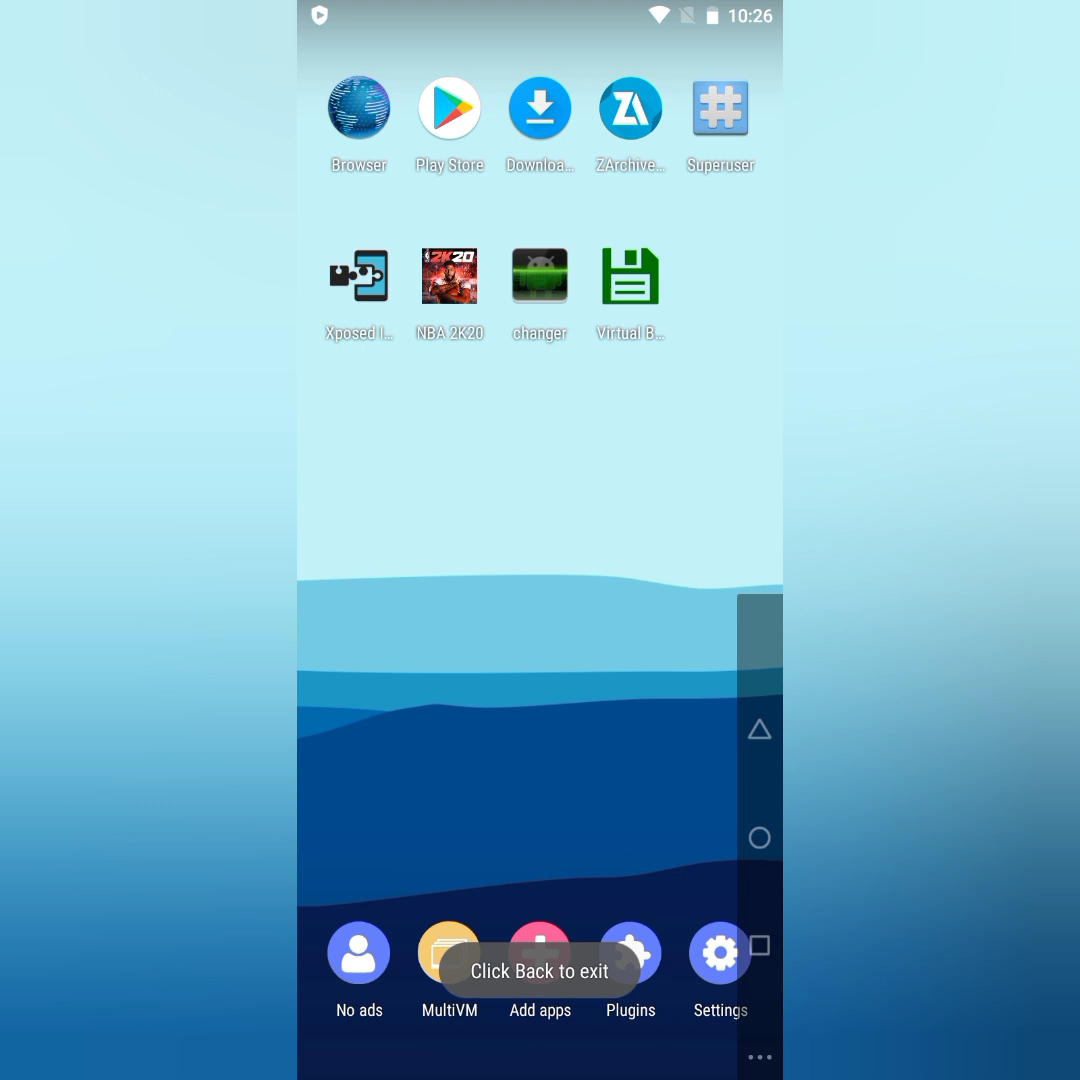 10:26
Browser
Play Store
Downloa...
ZArchive...
Superuser
2K20
Xposed I...
NBA 2K20
changer
Virtual B...
Click Back to exit
No ads
MultiVM
Add apps
Plugins
Settings